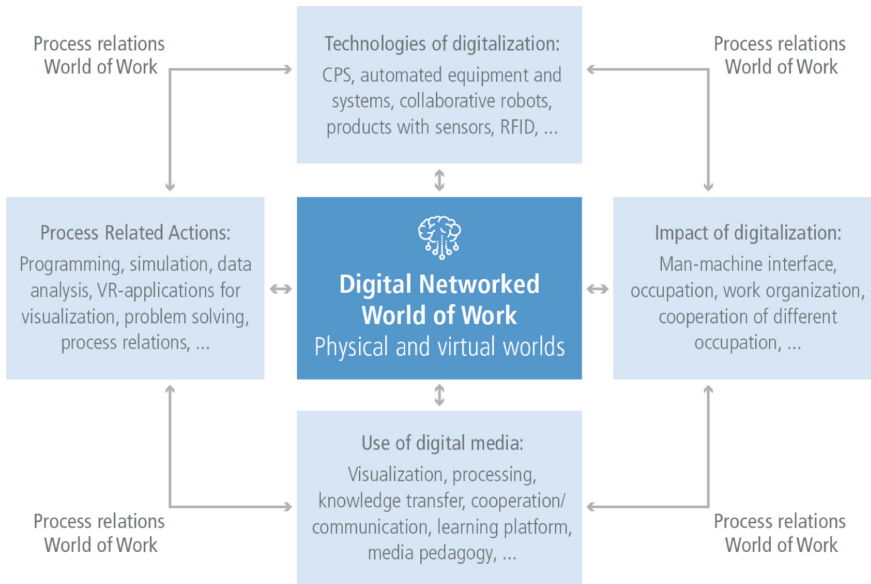 Process relations
World of Work
Technologies of digitalization:
CPS, automated equipment and
systems, collaborative robots,
products with sensors, RFID, ...
Process relations
World of Work
Process Related Actions:
Programming, simulation, data
analysis, VR-applications for
visualization, problem solving,
process relations, ...
Digital Networked
World of Work
Physical and virtual worlds
Impact of digitalization:
Man-machine interface,
occupation, work organization,
cooperation of different
occupation, ...
Process relations
World of Work
Use of digital media:
Visualization, processing,
knowledge transfer, cooperation/
communication, learning platform,
media pedagogy, ...
Process relations
World of Work